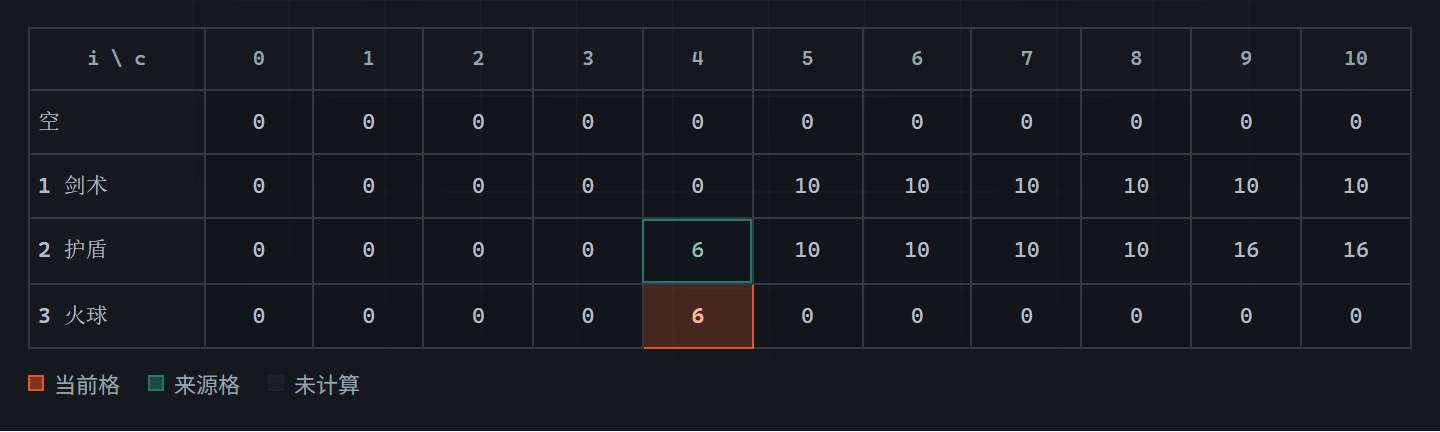 i \ c 0 1 2 3 4 5 6 7 8 9 10
空 0 0 0 0 0 0 0 0 0 0 0
1 剑术 0 0 0 0 0 10 10 10 10 10 10
2 护盾 0 0 0 0 6 10 10 10 10 16 16
3 火球 0 0 0 0 6 0 0 0 0 0 0
当前格 来源格 未计算